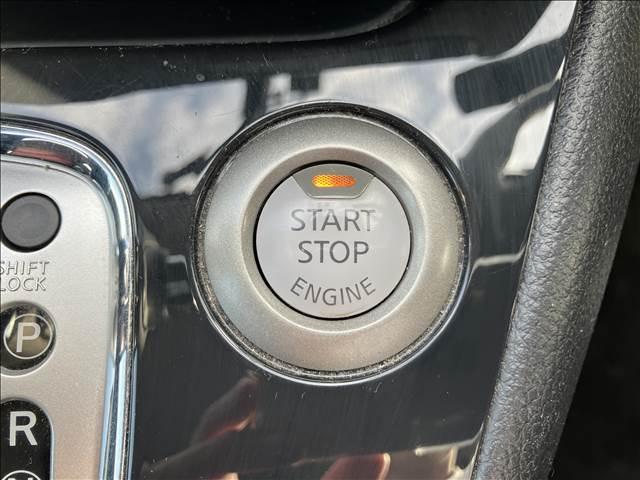 START
STOP
ENGINE
SHIFT
LOCK
P
R